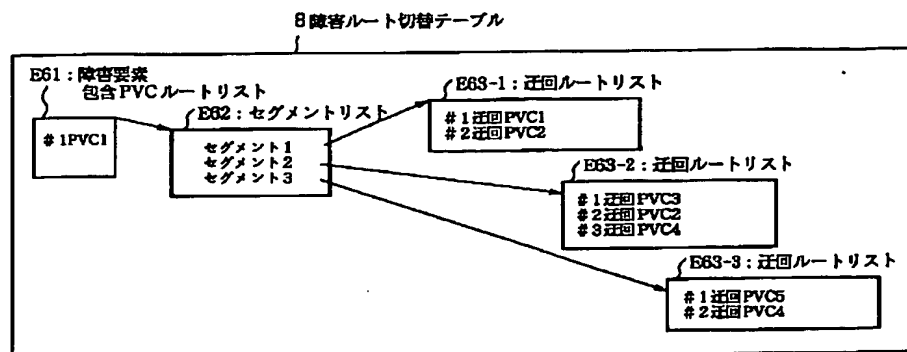 8障害ルート切替テーブル
E61：障害要素
包含PVCルートリスト
#1PVC1
E62：セグメントリスト
セグメント1
セグメント2
セグメント3
E63-1：迂回ルートリスト
#1迂回PVC1
#2迂回PVC2
E63-2：迂回ルートリスト
#1迂回PVC3
#2迂回PVC2
#3迂回PVC4
E63-3：迂回ルートリスト
#1迂回PVC5
#2迂回PVC4